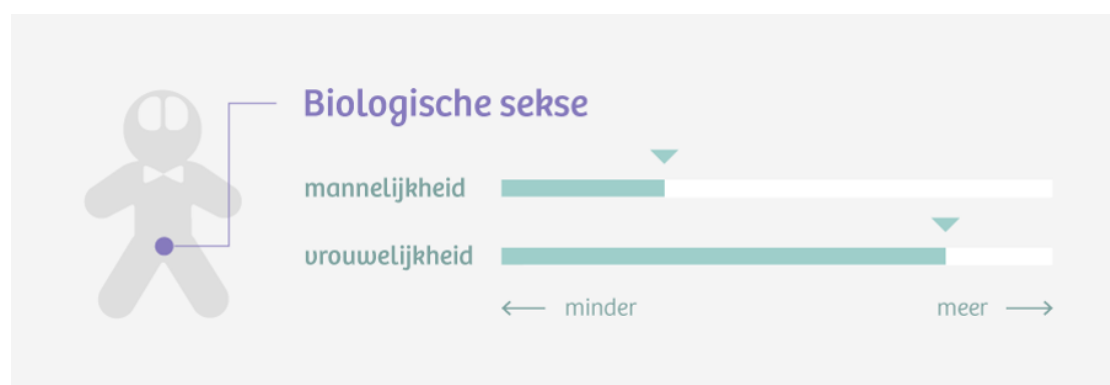 Biologische sekse
mannelijkheid
vrouwelijkheid
minder meer